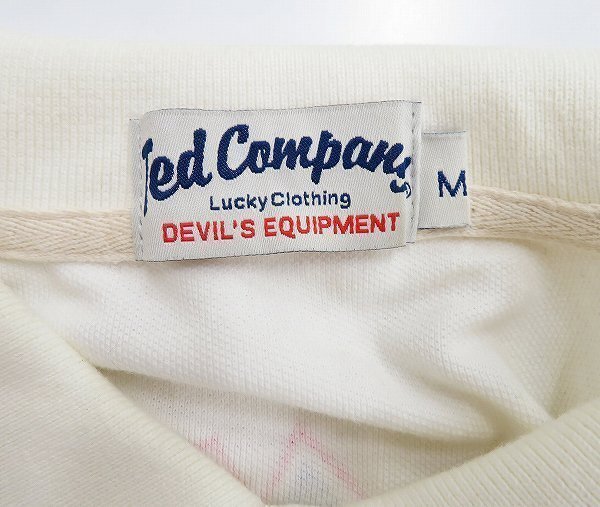 Ted Company
Lucky Clothing
DEVIL'S EQUIPMENT
M